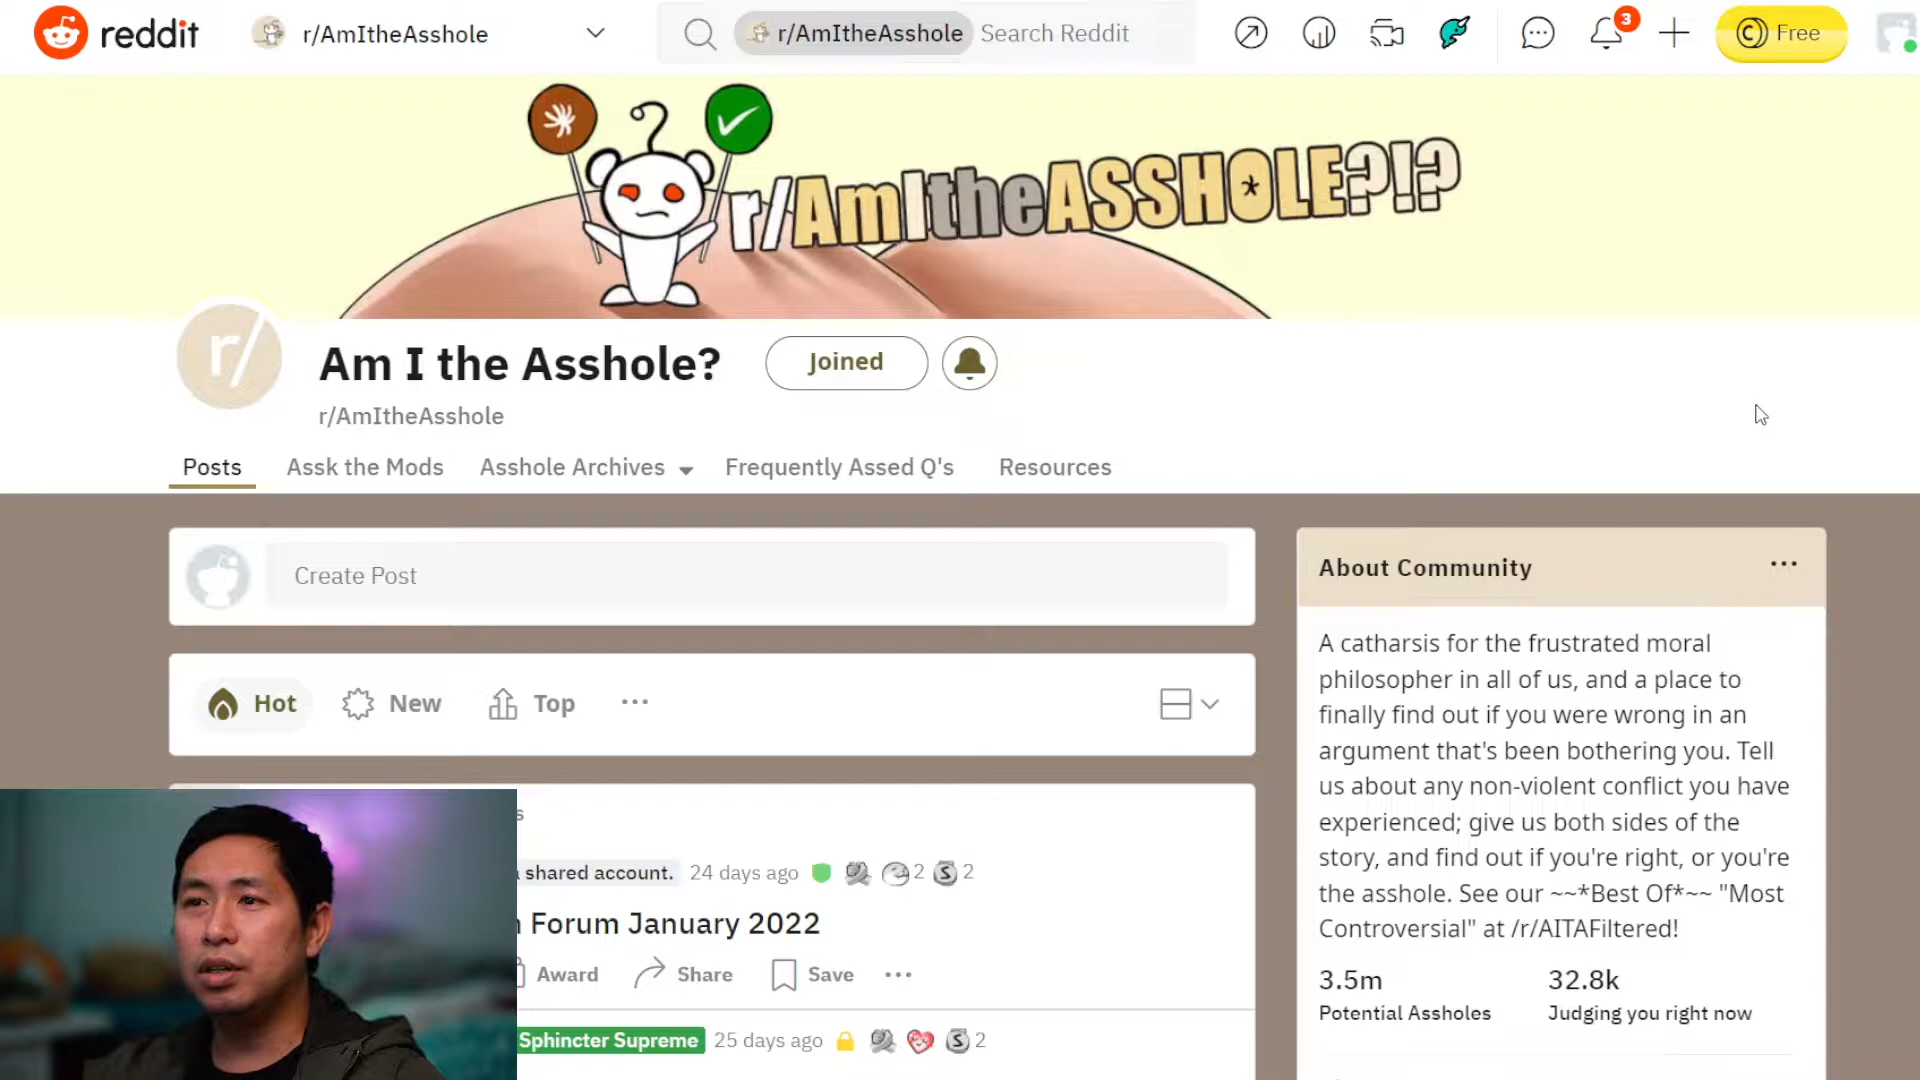 reddit
r/AmItheAsshole
r/AmItheAsshole Search Reddit
3
Free
r/AmItheASSHOLE?!?
r/
Am I the Asshole?
Joined
r/AmItheAsshole
Posts
Assk the Mods
Asshole Archives
Frequently Assed Q's
Resources
Create Post
Hot
New
Top
shared account. 24 days ago 2 2
Forum January 2022
Award
Share
Save
Sphincter Supreme 25 days ago 2
About Community
A catharsis for the frustrated moral
philosopher in all of us, and a place to
finally find out if you were wrong in an
argument that's been bothering you. Tell
us about any non-violent conflict you have
experienced; give us both sides of the
story, and find out if you're right, or you're
the asshole. See our ~~*Best Of*~~ "Most
Controversial" at /r/AITAFiltered!
3.5m
Potential Assholes
32.8k
Judging you right now